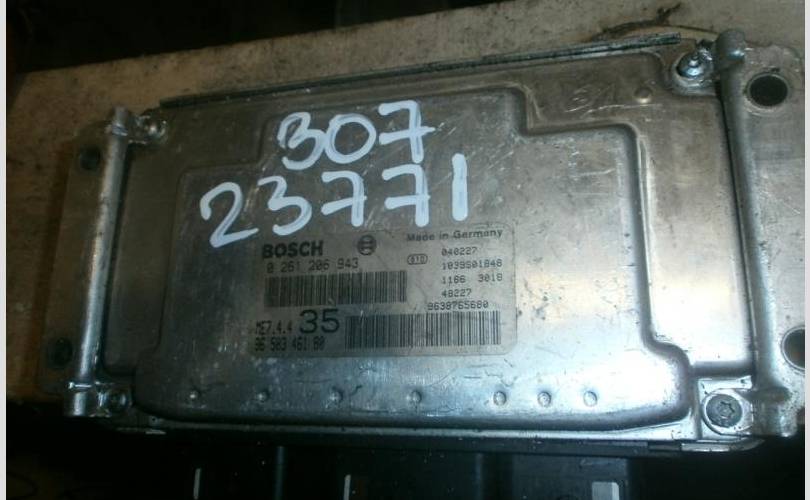 307
23771
BOSCH
Made in Germany
0 261 206 943
040227
1039S01848
1166 3018
48227
9638765680
ME7.4.4 35
96 583 461 80